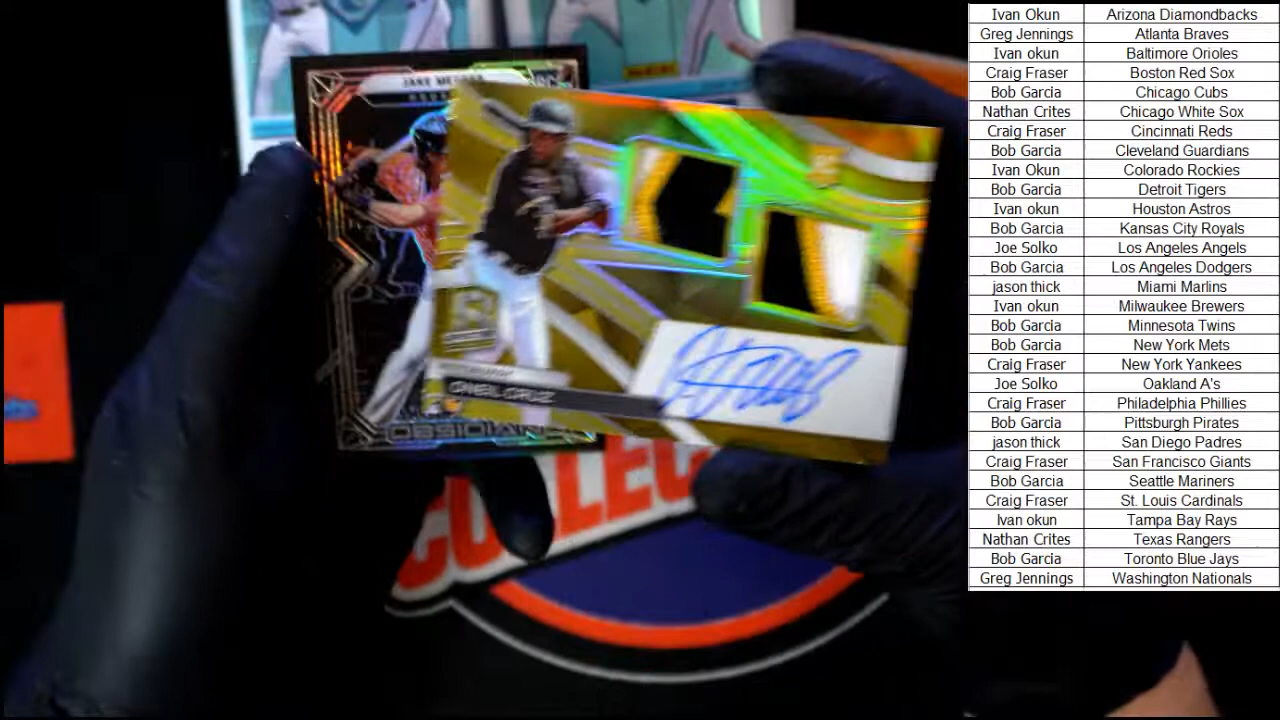 JAKE MEYERS
ONEIL CRUZ
OBSIDIAN
COLLEC
Ivan Okun Arizona Diamondbacks
Greg Jennings Atlanta Braves
Ivan okun Baltimore Orioles
Craig Fraser Boston Red Sox
Bob Garcia Chicago Cubs
Nathan Crites Chicago White Sox
Craig Fraser Cincinnati Reds
Bob Garcia Cleveland Guardians
Ivan Okun Colorado Rockies
Bob Garcia Detroit Tigers
Ivan okun Houston Astros
Bob Garcia Kansas City Royals
Joe Solko Los Angeles Angels
Bob Garcia Los Angeles Dodgers
jason thick Miami Marlins
Ivan okun Milwaukee Brewers
Bob Garcia Minnesota Twins
Bob Garcia New York Mets
Craig Fraser New York Yankees
Joe Solko Oakland A's
Craig Fraser Philadelphia Phillies
Bob Garcia Pittsburgh Pirates
jason thick San Diego Padres
Craig Fraser San Francisco Giants
Bob Garcia Seattle Mariners
Craig Fraser St. Louis Cardinals
Ivan okun Tampa Bay Rays
Nathan Crites Texas Rangers
Bob Garcia Toronto Blue Jays
Greg Jennings Washington Nationals